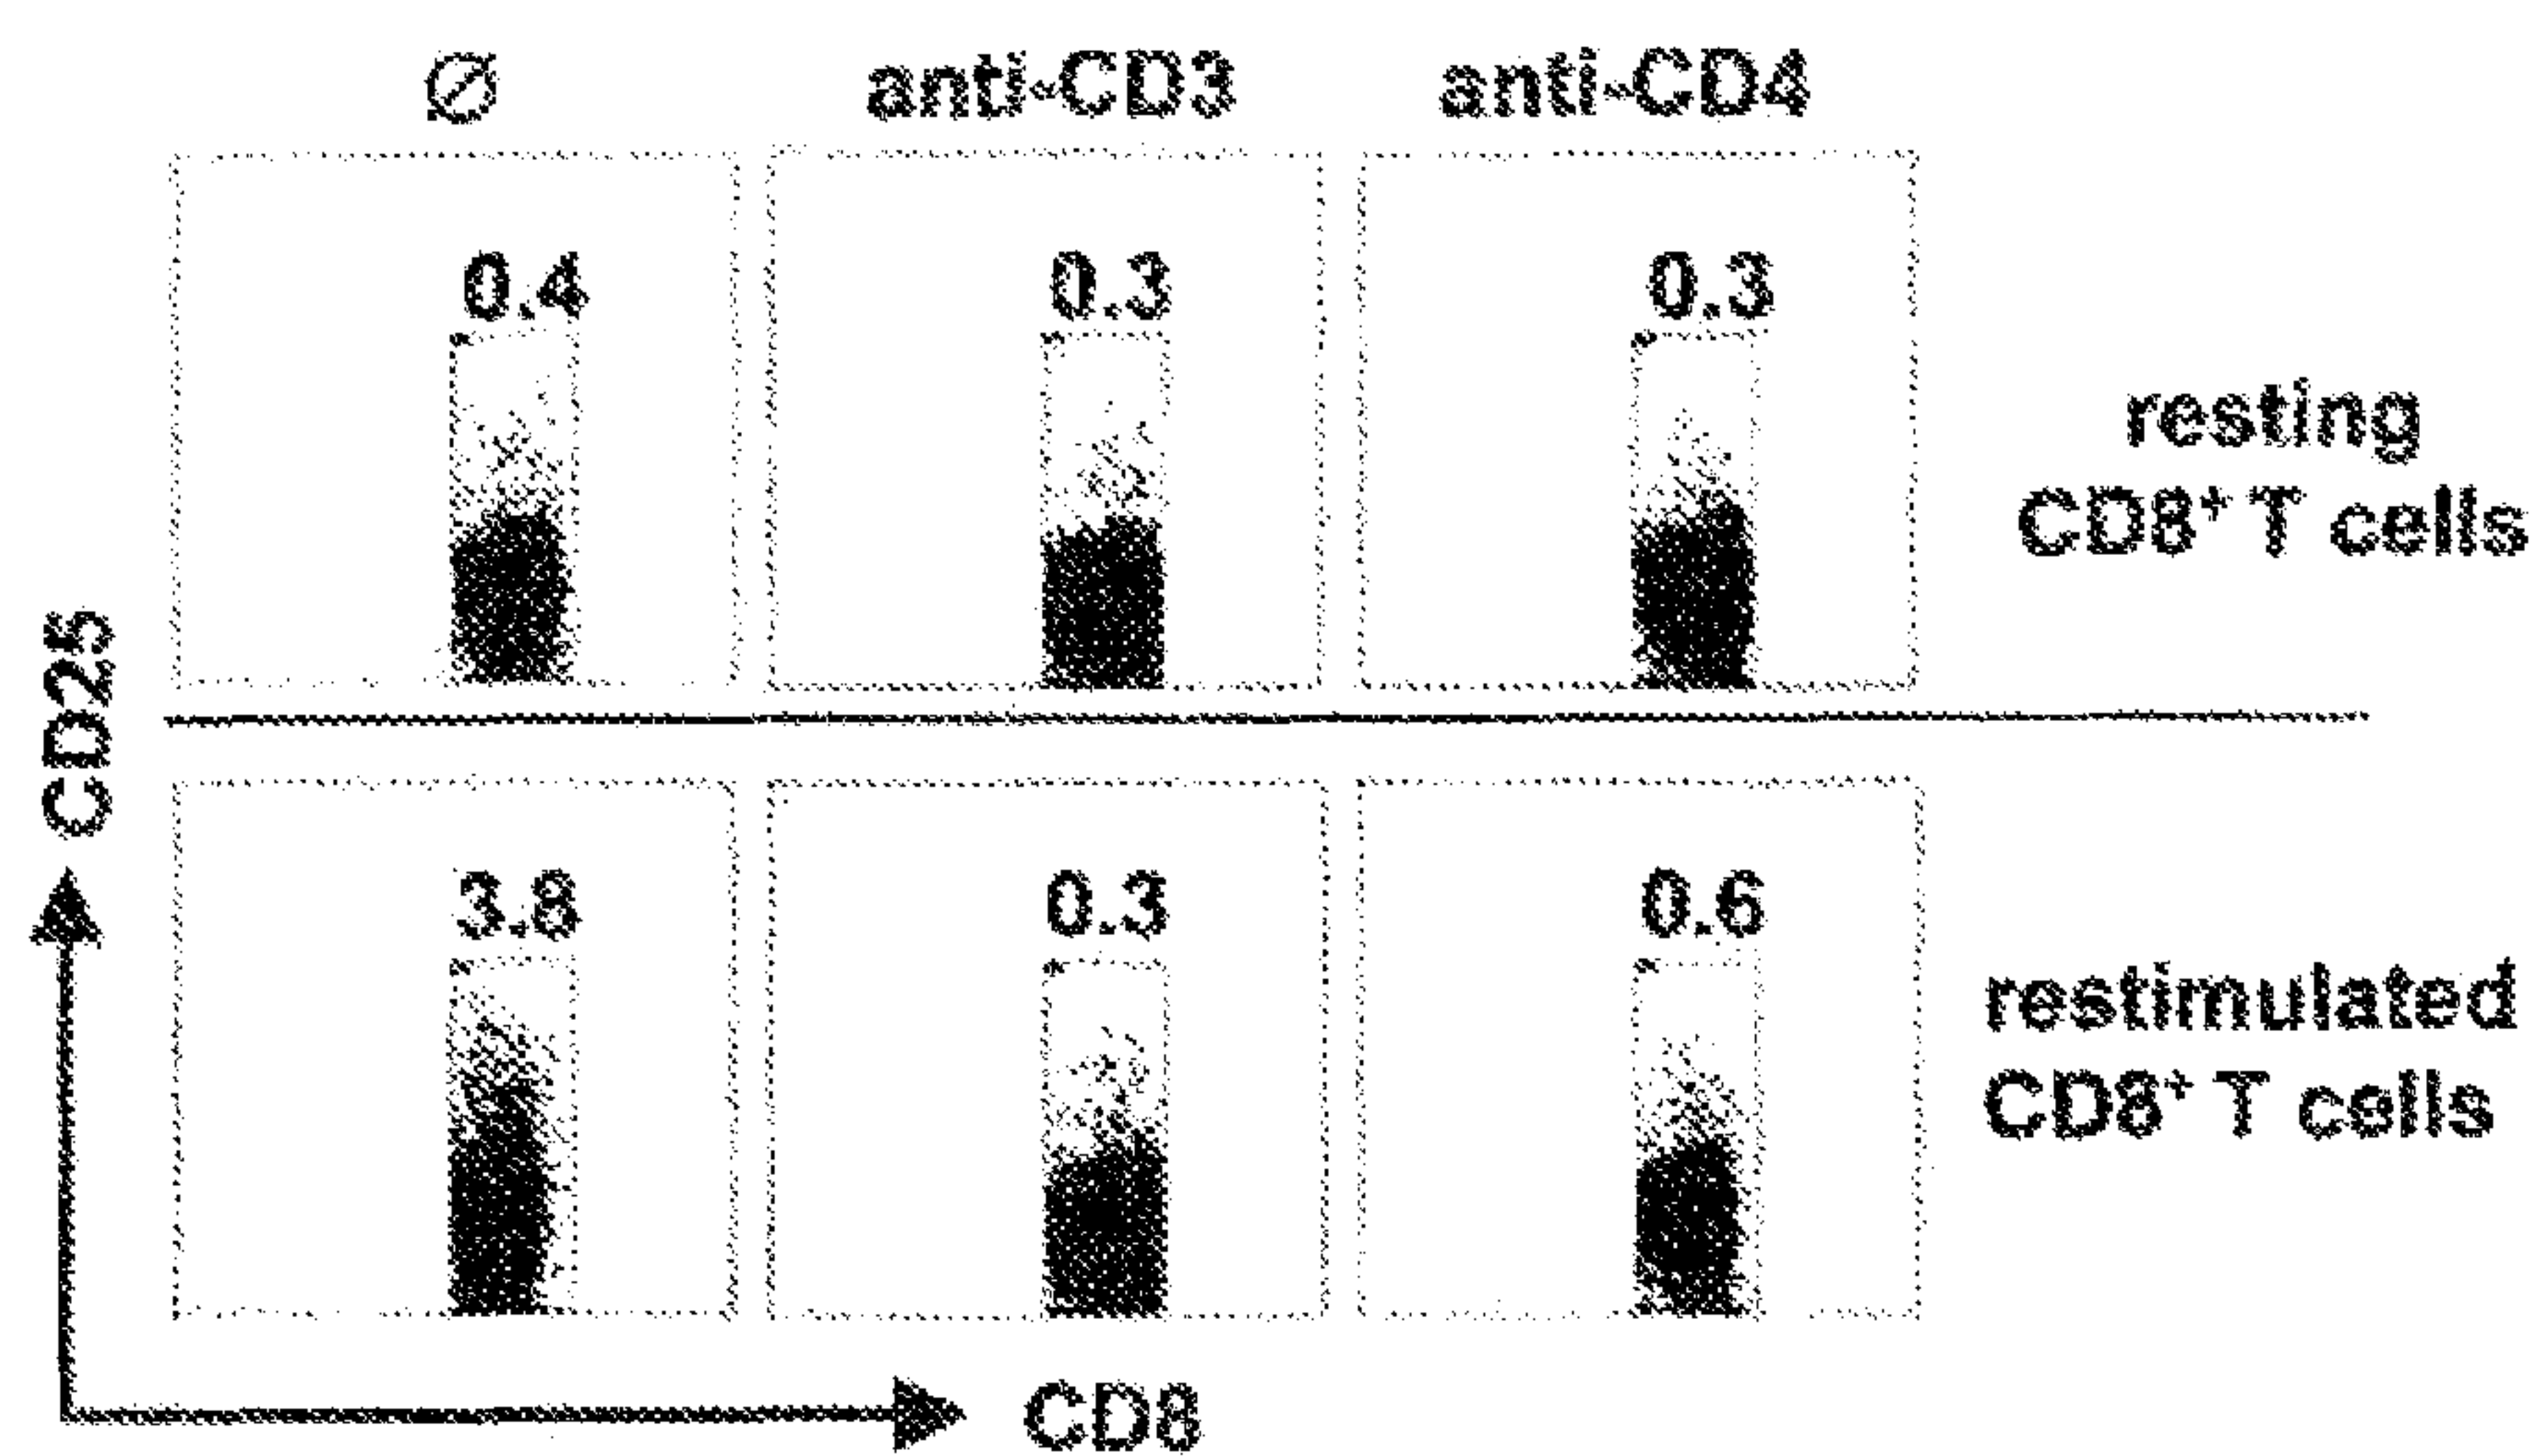 Ø anti-CD3 anti-CD4
0.4 0.3 0.3
resting
CD8⁺ T cells
CD25
3.8 0.3 0.6
restimulated
CD8⁺ T cells
CD8